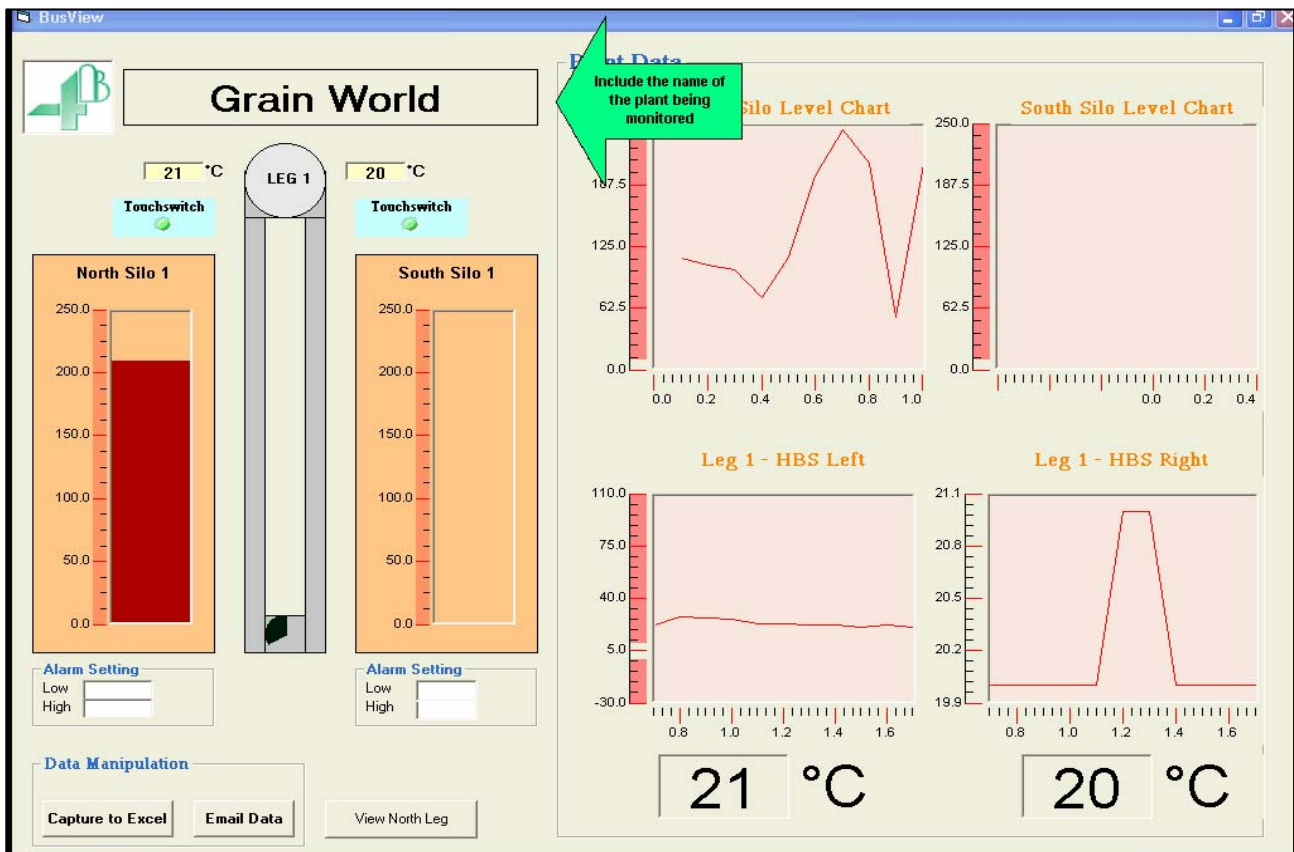 BusView
B
Grain World
Include the name of
the plant being
monitored
21 °C
LEG 1
20 °C
Touchswitch
Touchswitch
North Silo 1
250.0
200.0
150.0
100.0
50.0
0.0
South Silo 1
250.0
200.0
150.0
100.0
50.0
0.0
Alarm Setting
Low
High
Alarm Setting
Low
High
Data Manipulation
Capture to Excel
Email Data
View North Leg
Data
Silo Level Chart
187.5
125.0
62.5
0.0
0.0 0.2 0.4 0.6 0.8 1.0
South Silo Level Chart
250.0
187.5
125.0
62.5
0.0
0.0 0.2 0.4
Leg 1 - HBS Left
110.0
75.0
40.0
5.0
-30.0
0.8 1.0 1.2 1.4 1.6
21 °C
Leg 1 - HBS Right
21.1
20.8
20.5
20.2
19.9
0.8 1.0 1.2 1.4 1.6
20 °C